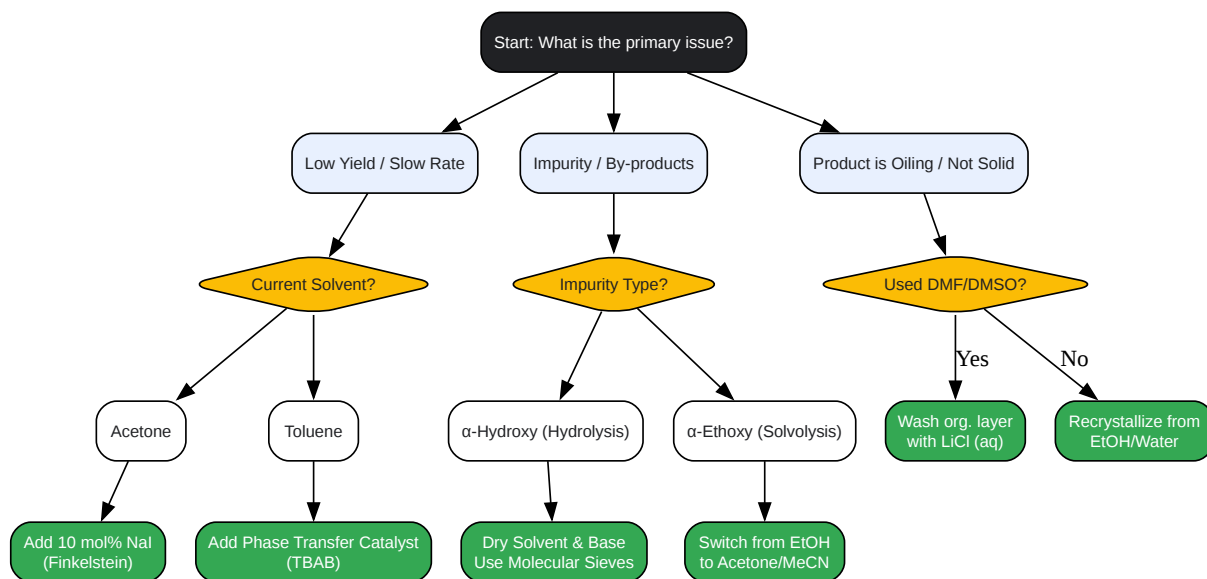 Start: What is the primary issue?
Low Yield / Slow Rate
Impurity / By-products
Product is Oiling / Not Solid
Current Solvent?
Impurity Type?
Used DMF/DMSO?
Yes
No
Acetone
Toluene
α-Hydroxy (Hydrolysis)
α-Ethoxy (Solvolysis)
Wash org. layer
with LiCl (aq)
Recrystallize from
EtOH/Water
Add 10 mol% NaI
(Finkelstein)
Add Phase Transfer Catalyst
(TBAB)
Dry Solvent & Base
Use Molecular Sieves
Switch from EtOH
to Acetone/MeCN